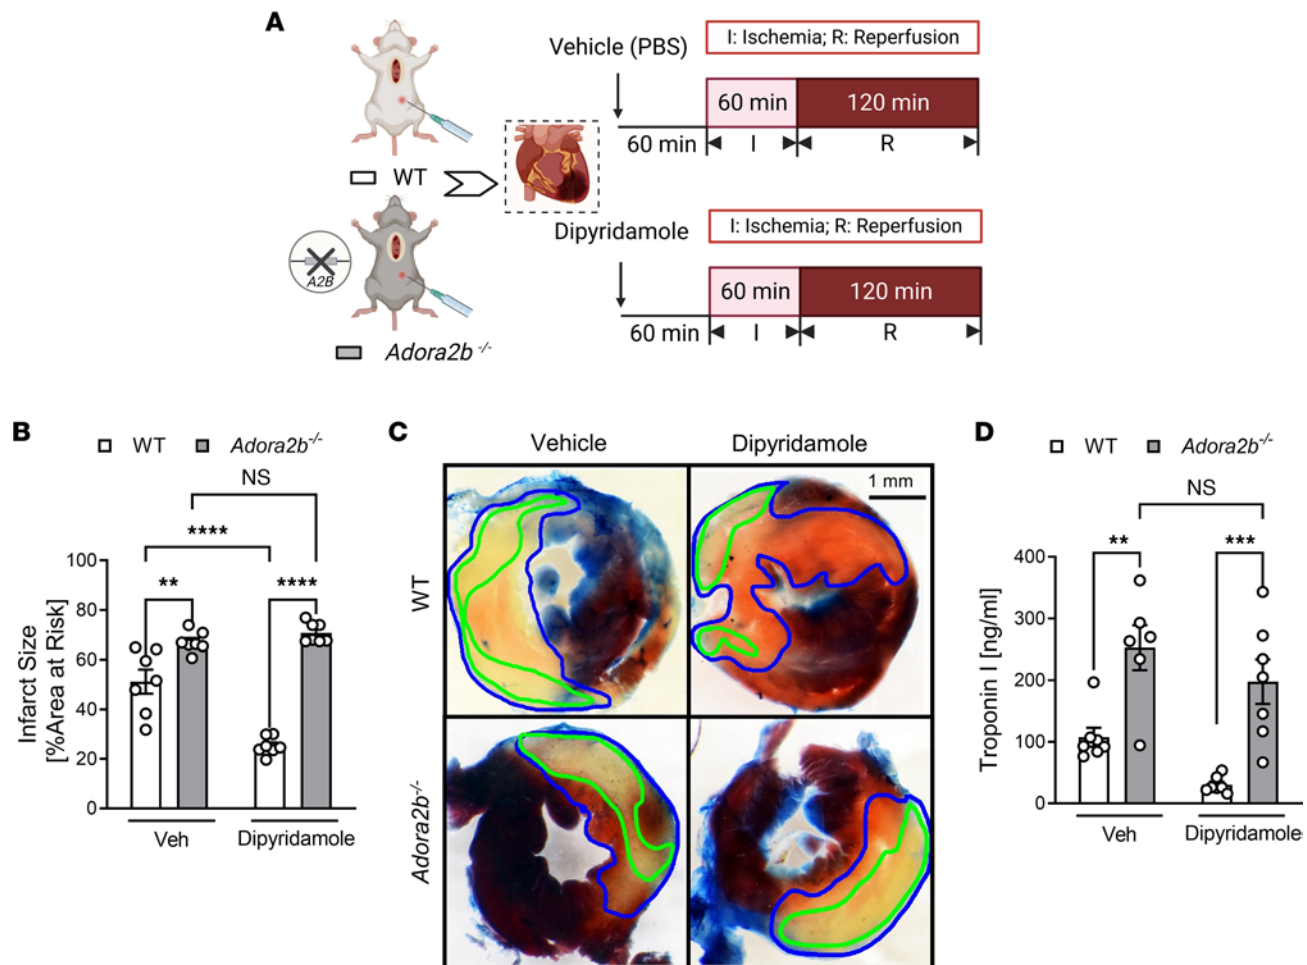 A
Vehicle (PBS)
I: Ischemia; R: Reperfusion
60 min
120 min
60 min
I
R
WT
Dipyridamole
I: Ischemia; R: Reperfusion
A2B
60 min
120 min
60 min
I
R
Adora2b -/-
B
WT
Adora2b-/-
NS
****
**
****
100
80
60
40
20
0
Infarct Size
[%Area at Risk]
Veh
Dipyridamole
C
Vehicle
Dipyridamole
1 mm
WT
Adora2b-/-
D
WT
Adora2b-/-
NS
**
***
400
300
200
100
0
Troponin I [ng/ml]
Veh
Dipyridamole